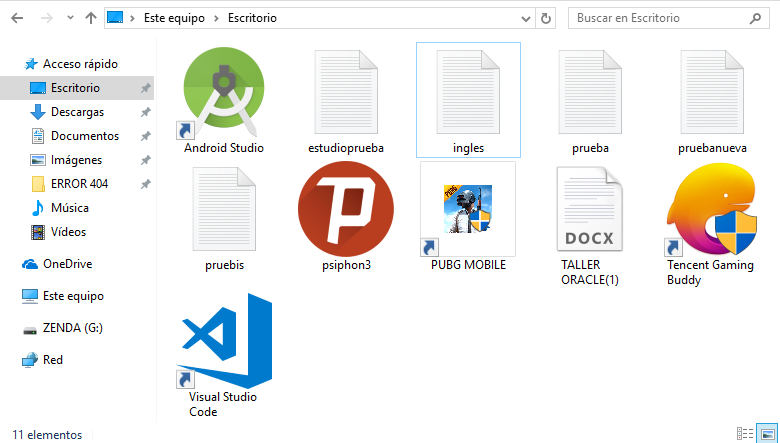 Este equipo
Escritorio
Buscar en Escritorio
Acceso rápido
Escritorio
Descargas
Documentos
Imágenes
ERROR 404
Música
Vídeos
OneDrive
Este equipo
ZENDA (G:)
Red
Android Studio
estudioprueba
ingles
prueba
pruebanueva
pruebis
psiphon3
PUBG
PUBG MOBILE
DOCX
TALLER
ORACLE(1)
Tencent Gaming
Buddy
Visual Studio
Code
11 elementos